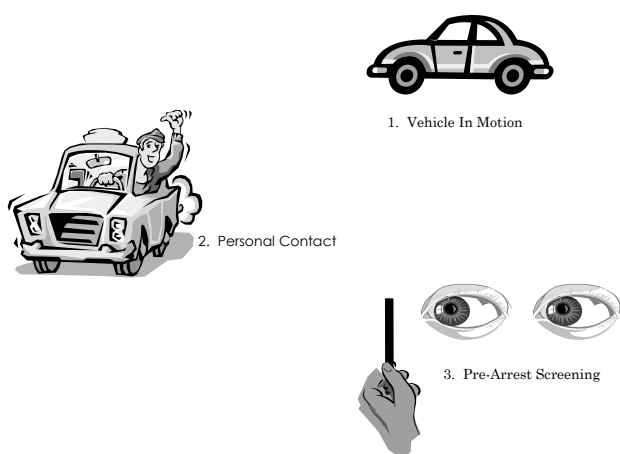 1. Vehicle In Motion
2. Personal Contact
3. Pre-Arrest Screening